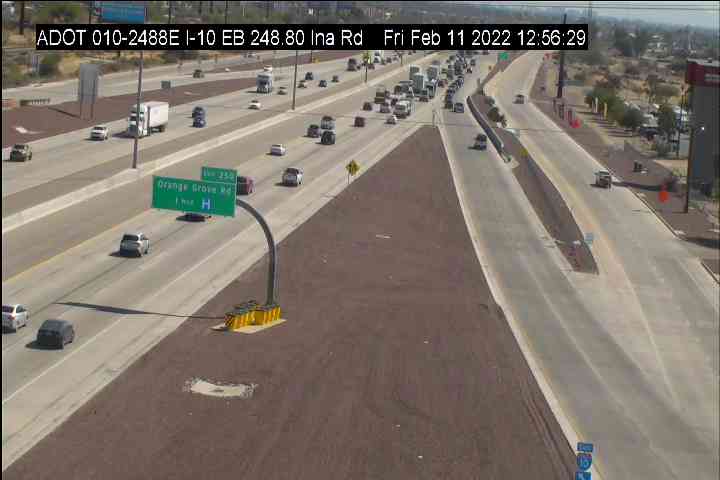 ADOT 010-2488E I-10 EB 248.80 Ina Rd Fri Feb 11 2022 12:56:29
EXIT 250
Orange Grove Rd
1 MILE H
10